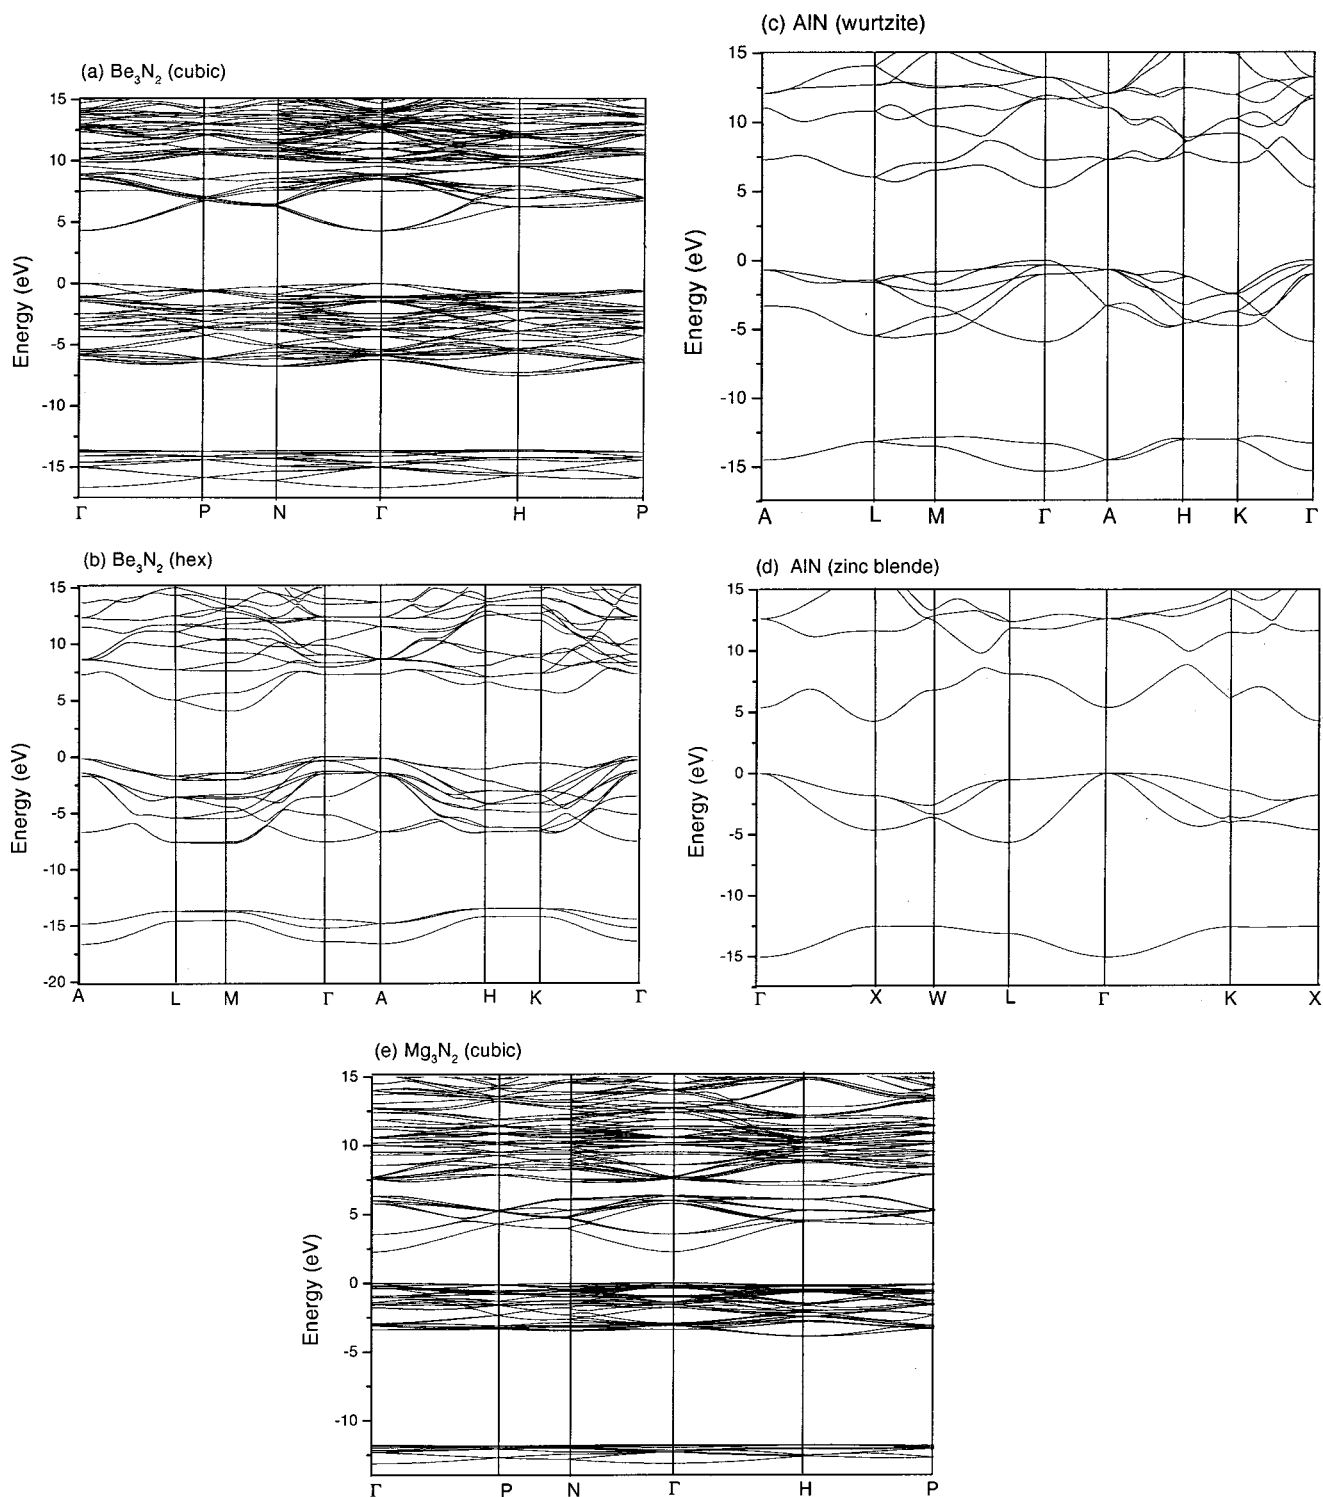 (a) Be3N2 (cubic)
15
10
5
0
-5
-10
-15
Energy (eV)
Γ P N Γ H P
(b) Be3N2 (hex)
15
10
5
0
-5
-10
-15
-20
Energy (eV)
A L M Γ A H K Γ
(c) AlN (wurtzite)
15
10
5
0
-5
-10
-15
Energy (eV)
A L M Γ A H K Γ
(d) AlN (zinc blende)
15
10
5
0
-5
-10
-15
Energy (eV)
Γ X W L Γ K X
(e) Mg3N2 (cubic)
15
10
5
0
-5
-10
Energy (eV)
Γ P N Γ H P